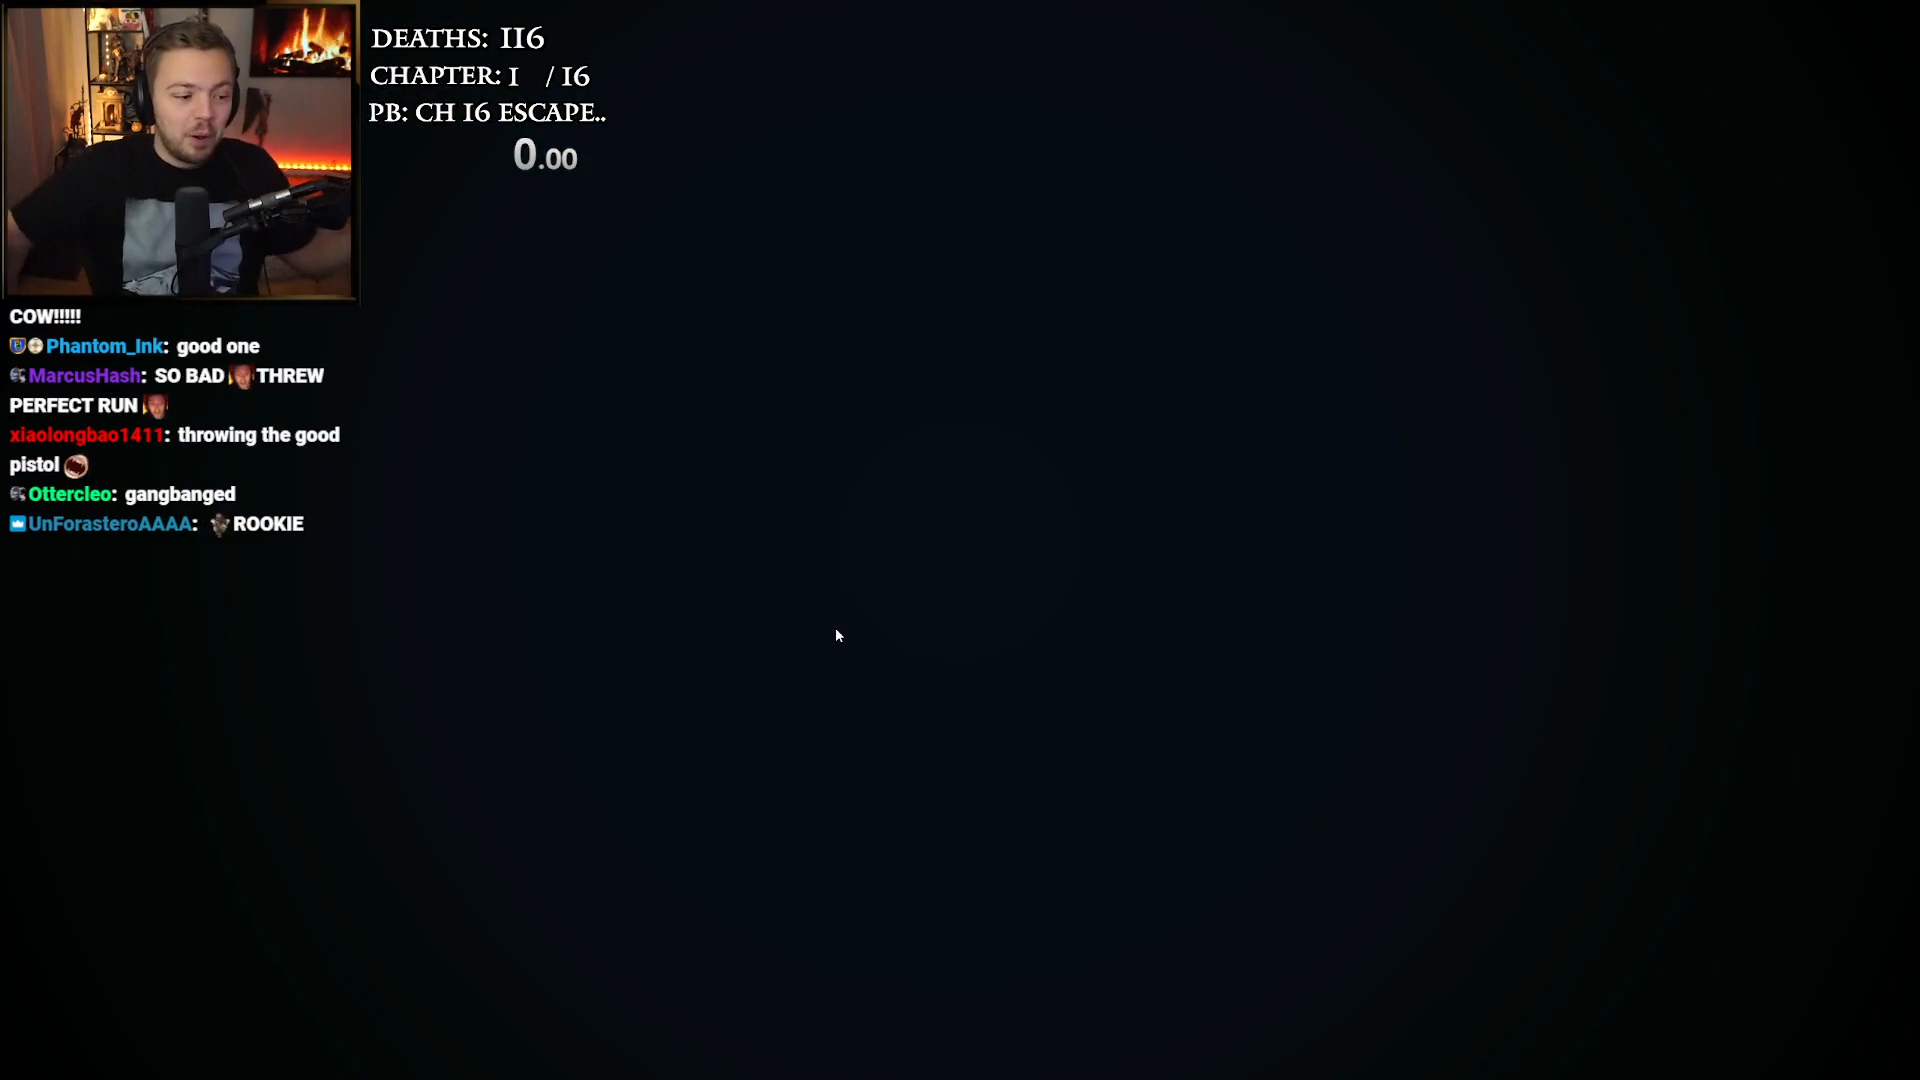 DEATHS: 116
CHAPTER: 1 / 16
PB: CH 16 ESCAPE..
0.00
COW!!!!!
Phantom_Ink: good one
MarcusHash: SO BAD THREW
PERFECT RUN
xiaolongbao1411: throwing the good
pistol
Ottercleo: gangbanged
UnForasteroAAAA: ROOKIE